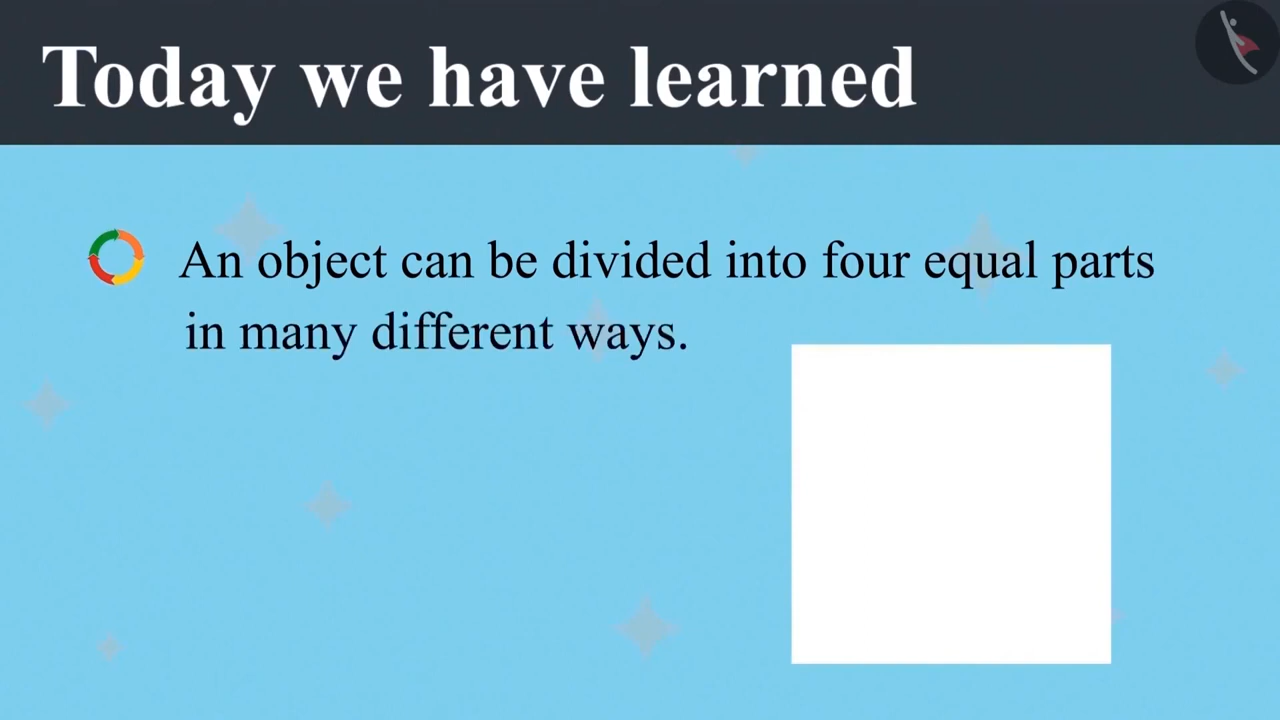 Today we have learned
An object can be divided into four equal parts
in many different ways.